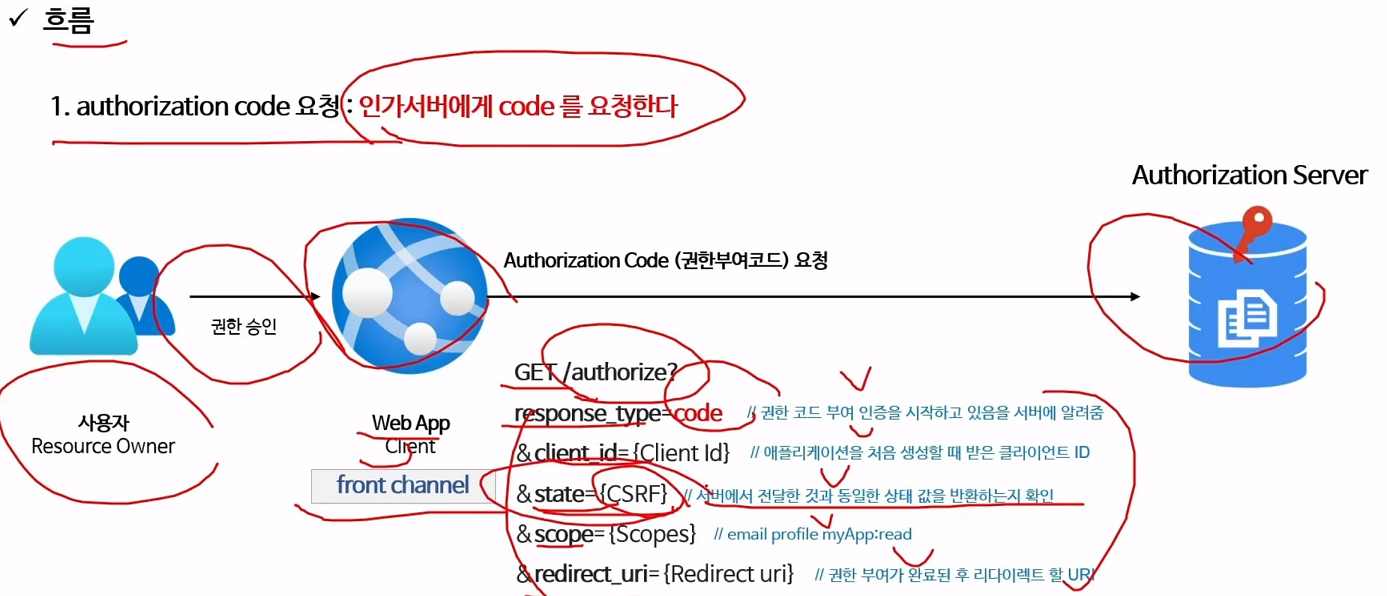 ✓ 흐름
1. authorization code 요청 : 인가서버에게 code 를 요청한다
Authorization Server
Authorization Code (권한부여코드) 요청
권한 승인
GET /authorize?
response_type=code // 권한 코드 부여 인증을 시작하고 있음을 서버에 알려줌
&client_id={Client Id} // 애플리케이션을 처음 생성할 때 받은 클라이언트 ID
&state={CSRF} // 서버에서 전달한 것과 동일한 상태 값을 반환하는지 확인
&scope={Scopes} // email profile myApp:read
&redirect_uri={Redirect uri} // 권한 부여가 완료된 후 리다이렉트 할 URI
사용자
Resource Owner
Web App
Client
front channel